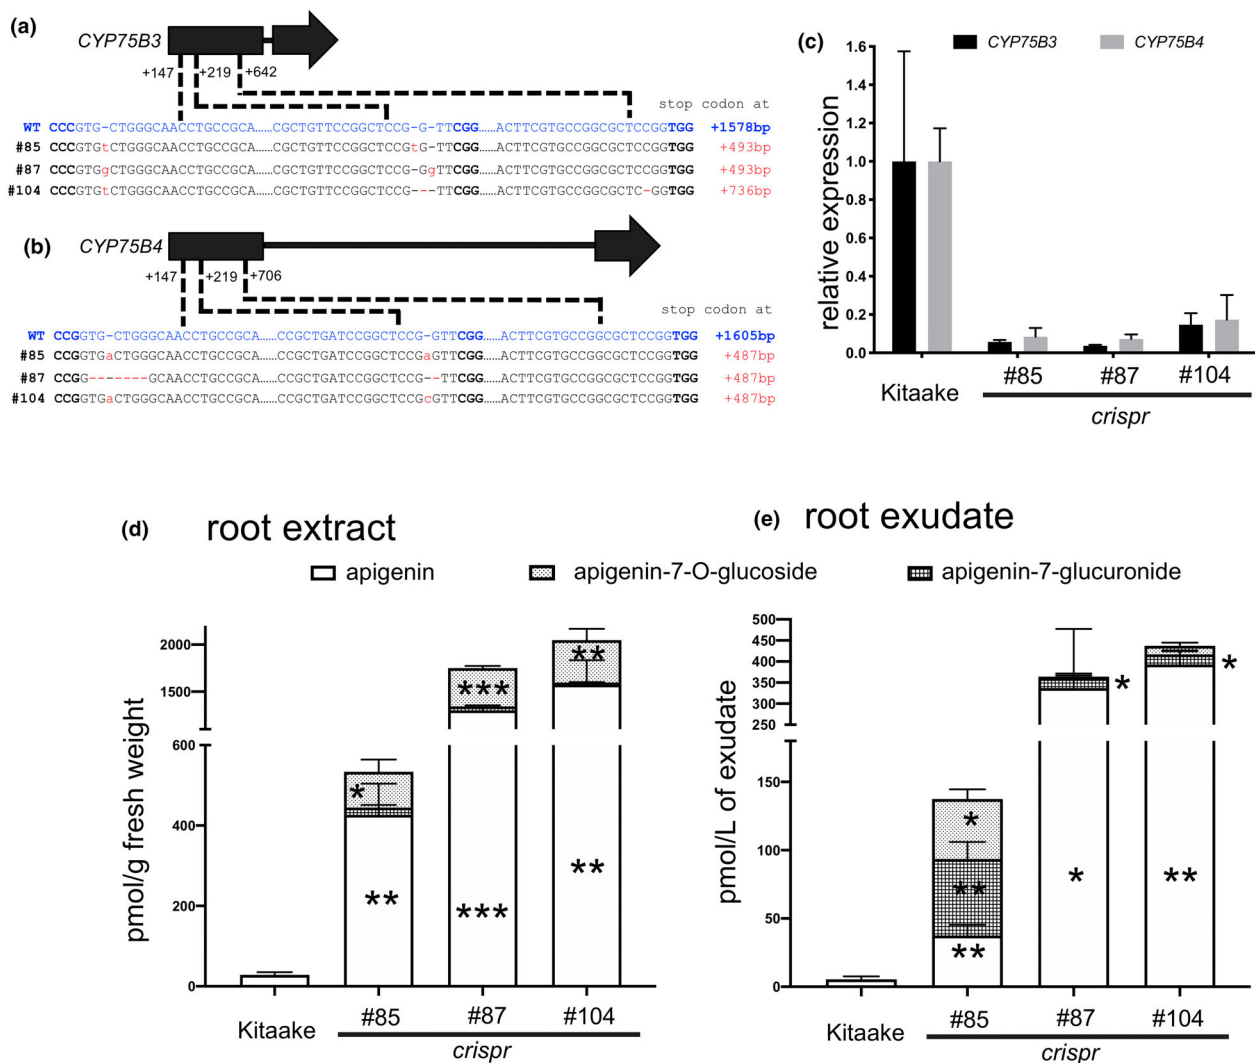 (a)
CYP75B3
+147
+219
+642
stop codon at
WT CCCGTG-CTGGGCAACCTGCCGCA......CGCTGTTCCGGCTCCG-G-TTCGG......ACTTCGTGCCGGCGCTCCGGTGG +1578bp
#85 CCCGTGtCTGGGCAACCTGCCGCA......CGCTGTTCCGGCTCCGtG-TTCGG......ACTTCGTGCCGGCGCTCCGGTGG +493bp
#87 CCCGTGgCTGGGCAACCTGCCGCA......CGCTGTTCCGGCTCCG-GgTTCGG......ACTTCGTGCCGGCGCTCCGGTGG +493bp
#104 CCCGTGtCTGGGCAACCTGCCGCA......CGCTGTTCCGGCTCCG---TTCGG......ACTTCGTGCCGGCGCTC-GGTGG +736bp
(b)
CYP75B4
+147
+219
+706
stop codon at
WT CCGGTG-CTGGGCAACCTGCCGCA......CCGCTGATCCGGCTCCG-GTTCGG......ACTTCGTGCCGGCGCTCCGGTGG +1605bp
#85 CCGGTGaCTGGGCAACCTGCCGCA......CCGCTGATCCGGCTCCGaGTTCGG......ACTTCGTGCCGGCGCTCCGGTGG +487bp
#87 CCGG-------GCAACCTGCCGCA......CCGCTGATCCGGCTCCG--TTCGG......ACTTCGTGCCGGCGCTCCGGTGG +487bp
#104 CCGGTGaCTGGGCAACCTGCCGCA......CCGCTGATCCGGCTCCGcGTTCGG......ACTTCGTGCCGGCGCTCCGGTGG +487bp
(c)
CYP75B3
CYP75B4
relative expression
1.6
1.4
1.2
1.0
0.8
0.6
0.4
0.2
0.0
Kitaake
#85
#87
#104
crispr
(d) root extract
(e) root exudate
apigenin
apigenin-7-O-glucoside
apigenin-7-glucuronide
pmol/g fresh weight
2000
1500
600
400
200
0
*
**
***
***
**
**
Kitaake
#85
#87
#104
crispr
pmol/L of exudate
500
450
400
350
300
250
150
100
50
0
*
**
**
*
*
*
**
Kitaake
#85
#87
#104
crispr